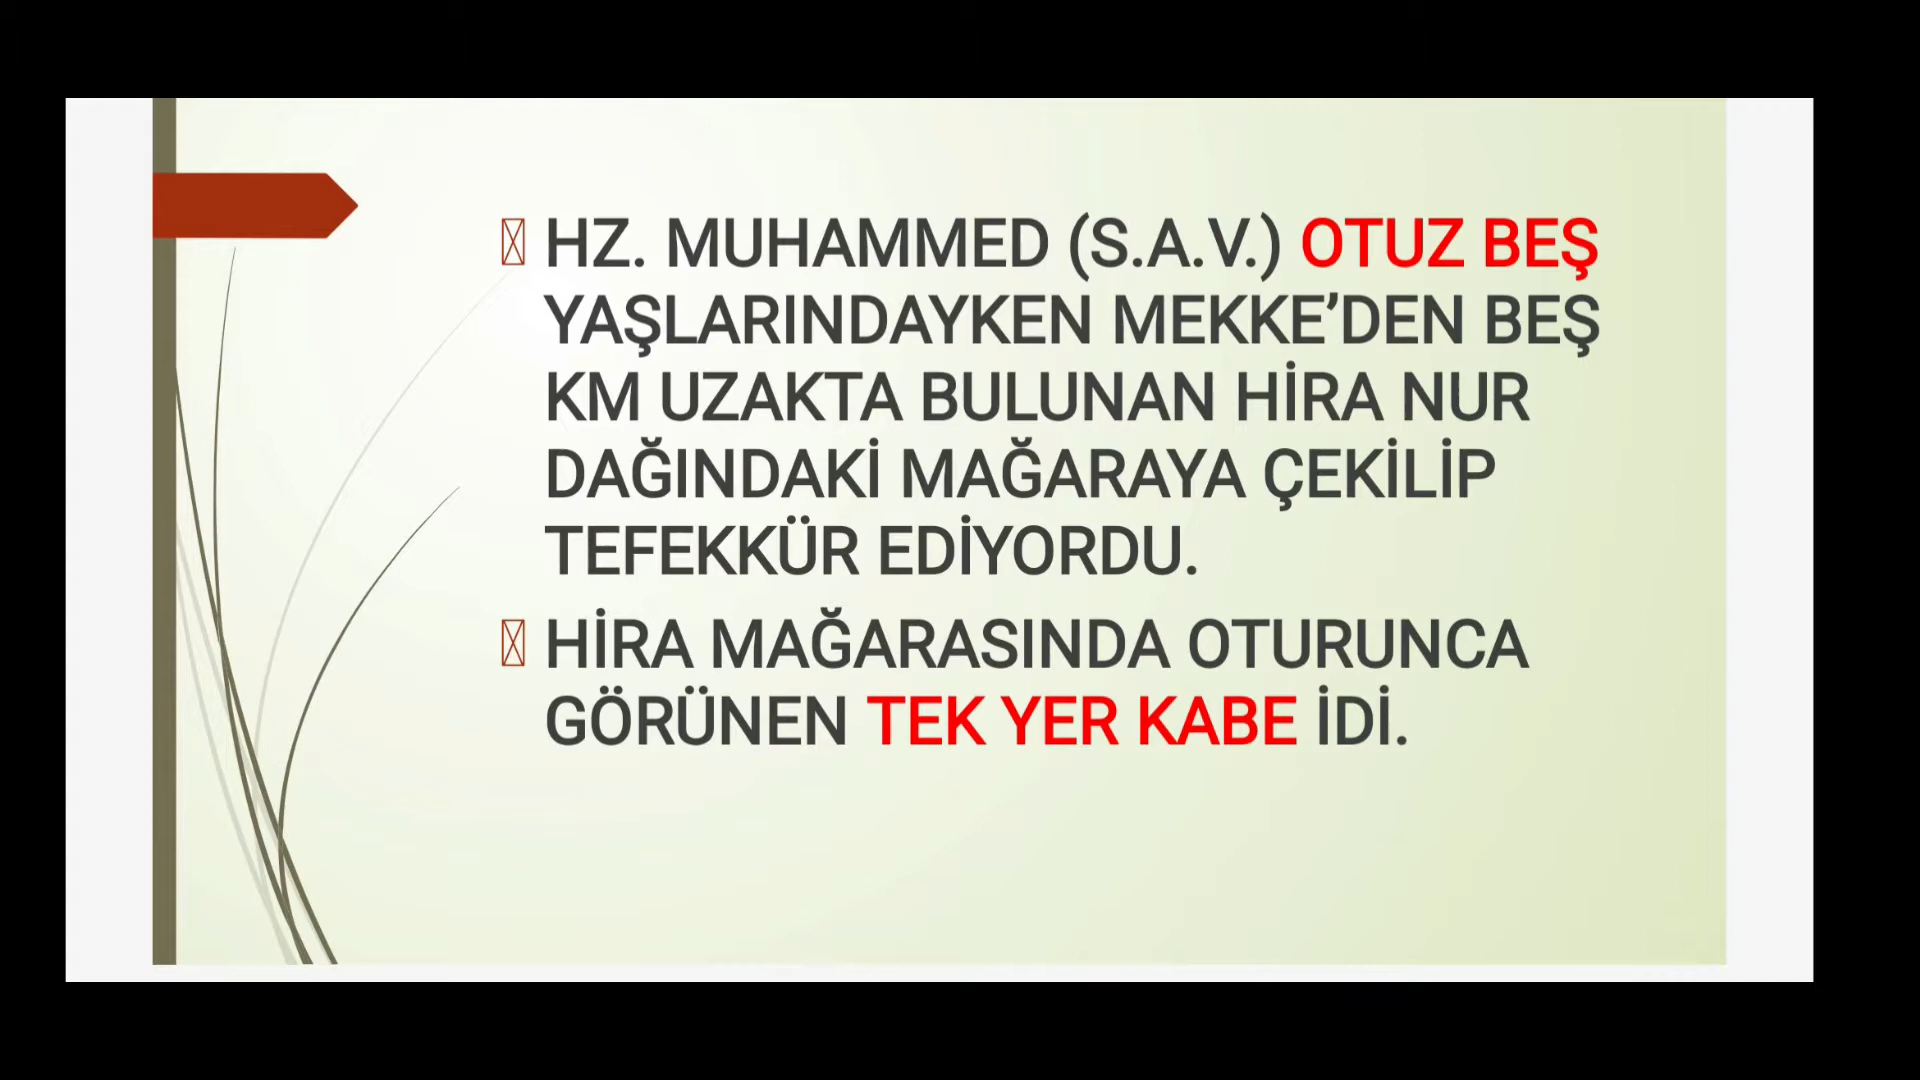 HZ. MUHAMMED (S.A.V.) OTUZ BEŞ
YAŞLARINDAYKEN MEKKE’DEN BEŞ
KM UZAKTA BULUNAN HİRA NUR
DAĞINDAKİ MAĞARAYA ÇEKİLİP
TEFEKKÜR EDİYORDU.
HİRA MAĞARASINDA OTURUNCA
GÖRÜNEN TEK YER KABE İDİ.